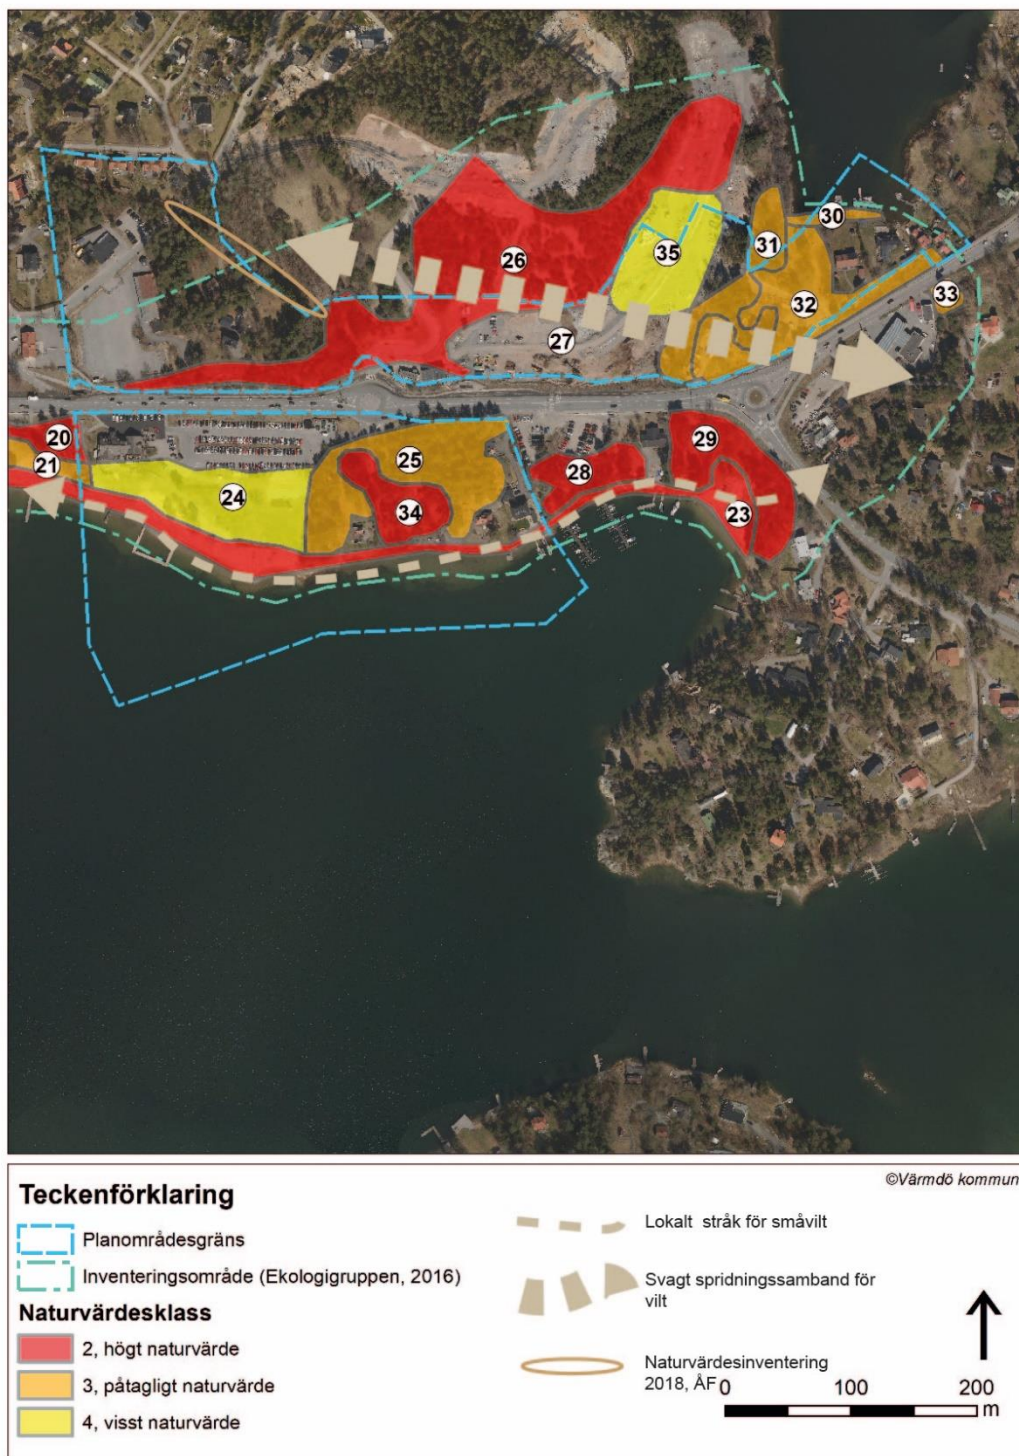 30
31
35
33
26
32
27
29
20
25
21
28
24
34
23
©Värmdö kommun
Teckenförklaring
Planområdesgräns
Inventeringsområde (Ekologigruppen, 2016)
Naturvärdesklass
2, högt naturvärde
3, påtagligt naturvärde
4, visst naturvärde
Lokalt stråk för småvilt
Svagt spridningssamband för
vilt
Naturvärdesinventering
2018, ÅF
0 100 200
m